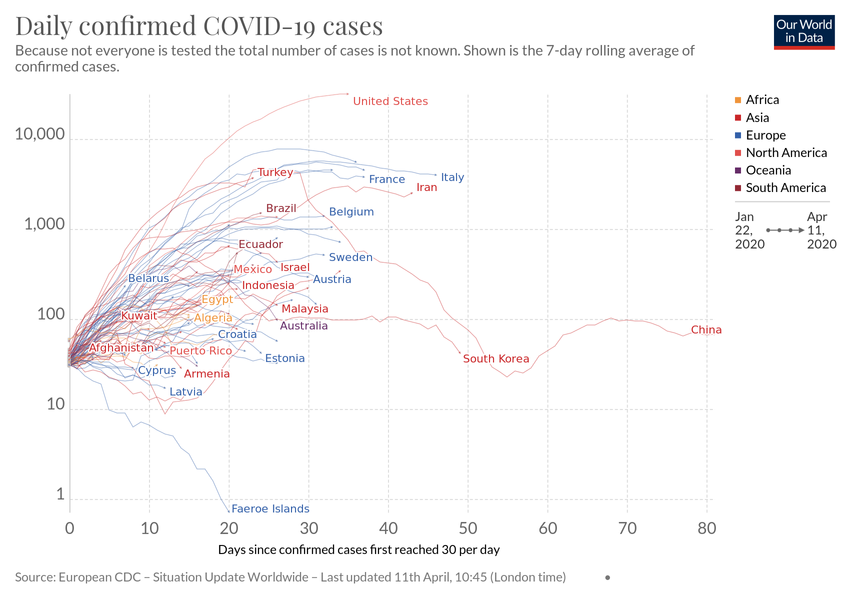 Daily confirmed COVID-19 cases
Because not everyone is tested the total number of cases is not known. Shown is the 7-day rolling average of
confirmed cases.
Our World
in Data
Africa
Asia
Europe
North America
Oceania
South America
Jan
22,
2020
Apr
11,
2020
10,000
1,000
100
10
1
United States
Turkey
France
Italy
Iran
Brazil
Belgium
Ecuador
Sweden
Mexico
Israel
Belarus
Indonesia
Austria
Egypt
Malaysia
Kuwait
Algeria
Australia
China
Croatia
Afghanistan
Puerto Rico
Estonia
South Korea
Cyprus
Armenia
Latvia
Faeroe Islands
0
10
20
30
40
50
60
70
80
Days since confirmed cases first reached 30 per day
Source: European CDC – Situation Update Worldwide – Last updated 11th April, 10:45 (London time)